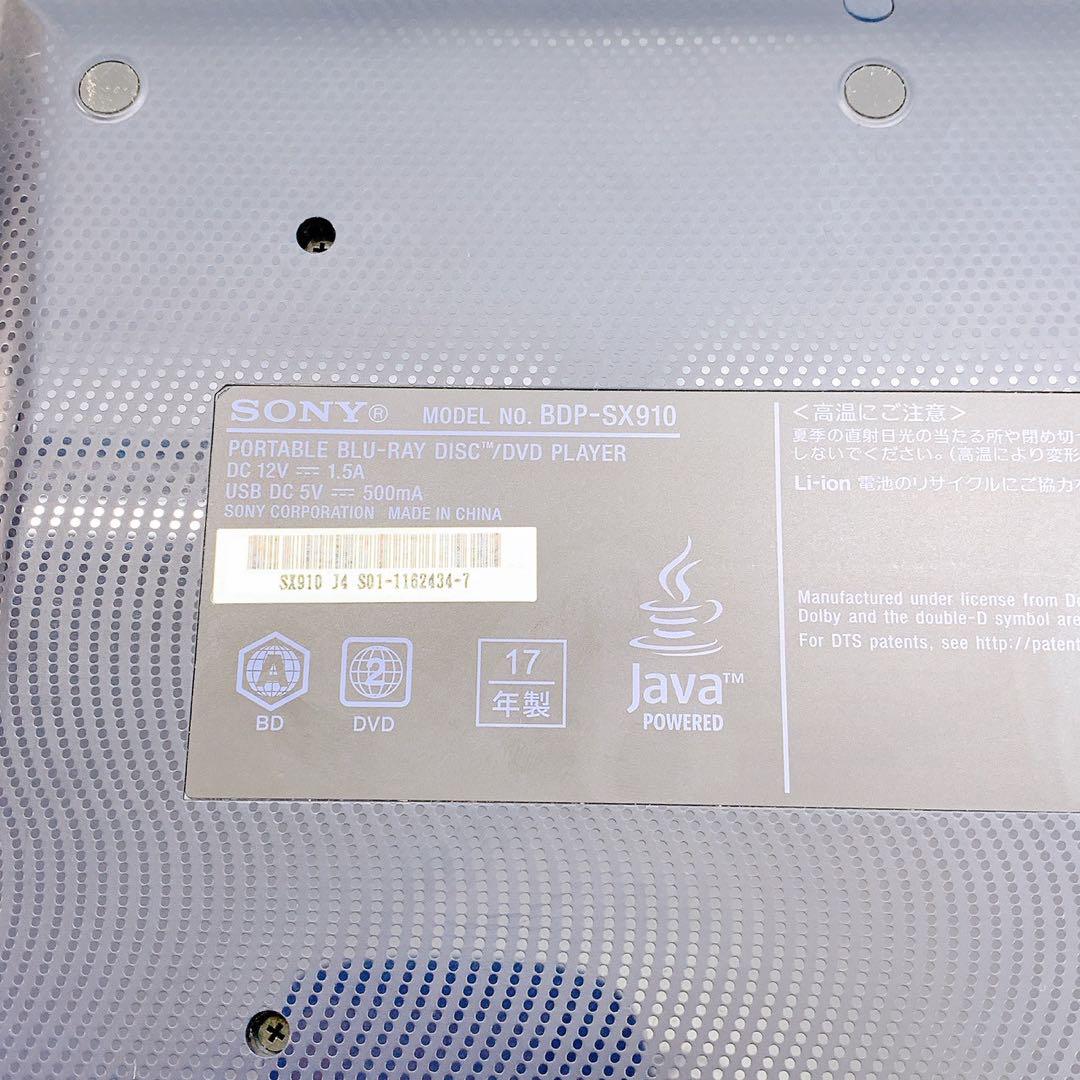 SONY® MODEL NO. BDP-SX910
PORTABLE BLU-RAY DISC™/DVD PLAYER
DC 12V ⎓ 1.5A
USB DC 5V ⎓ 500mA
SONY CORPORATION MADE IN CHINA
SX910 J4 S01-1162434-7
A
BD
2
DVD
17
年製
Java™
POWERED
＜高温にご注意＞
夏季の直射日光の当たる所や閉め切っ
しないでください。(高温により変形
Li-ion 電池のリサイクルにご協力
Manufactured under license from Do
Dolby and the double-D symbol are
For DTS patents, see http://patent